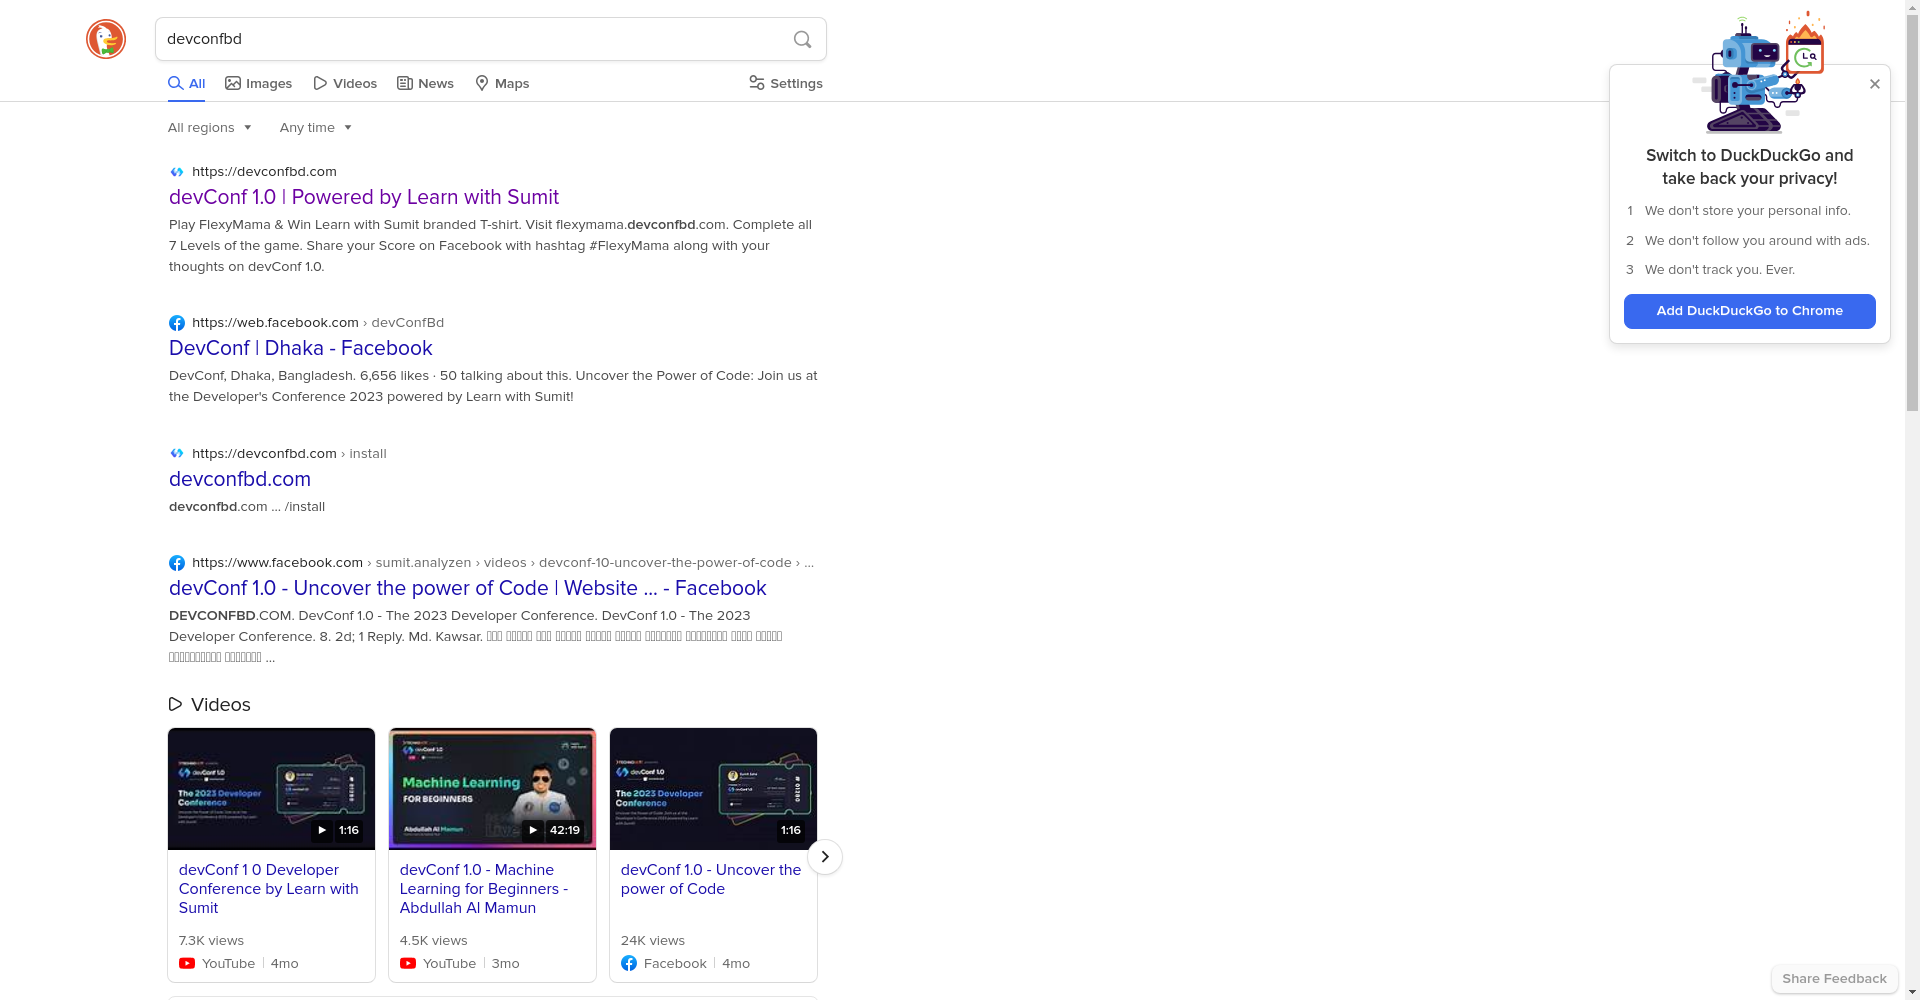 devconfbd
All
Images
Videos
News
Maps
Settings
All regions
Any time
https://devconfbd.com
devConf 1.0 | Powered by Learn with Sumit
Play FlexyMama & Win Learn with Sumit branded T-shirt. Visit flexymama.devconfbd.com. Complete all
7 Levels of the game. Share your Score on Facebook with hashtag #FlexyMama along with your
thoughts on devConf 1.0.
https://web.facebook.com › devConfBd
DevConf | Dhaka - Facebook
DevConf, Dhaka, Bangladesh. 6,656 likes · 50 talking about this. Uncover the Power of Code: Join us at
the Developer's Conference 2023 powered by Learn with Sumit!
https://devconfbd.com › install
devconfbd.com
devconfbd.com ... /install
https://www.facebook.com › sumit.analyzen › videos › devconf-10-uncover-the-power-of-code › ...
devConf 1.0 - Uncover the power of Code | Website ... - Facebook
DEVCONFBD.COM. DevConf 1.0 - The 2023 Developer Conference. DevConf 1.0 - The 2023
Developer Conference. 8. 2d; 1 Reply. Md. Kawsar.
...
Videos
devConf 1.0
The 2023 Developer
Conference
1:16
devConf 1.0
Machine Learning
FOR BEGINNERS
Abdullah Al Mamun
42:19
devConf 1.0
The 2023 Developer
Conference
1:16
devConf 1 0 Developer
Conference by Learn with
Sumit
7.3K views
YouTube | 4mo
devConf 1.0 - Machine
Learning for Beginners -
Abdullah Al Mamun
4.5K views
YouTube | 3mo
devConf 1.0 - Uncover the
power of Code
24K views
Facebook | 4mo
Switch to DuckDuckGo and
take back your privacy!
1 We don't store your personal info.
2 We don't follow you around with ads.
3 We don't track you. Ever.
Add DuckDuckGo to Chrome
Share Feedback